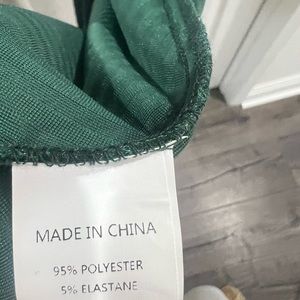 MADE IN CHINA
95% POLYESTER
5% ELASTANE